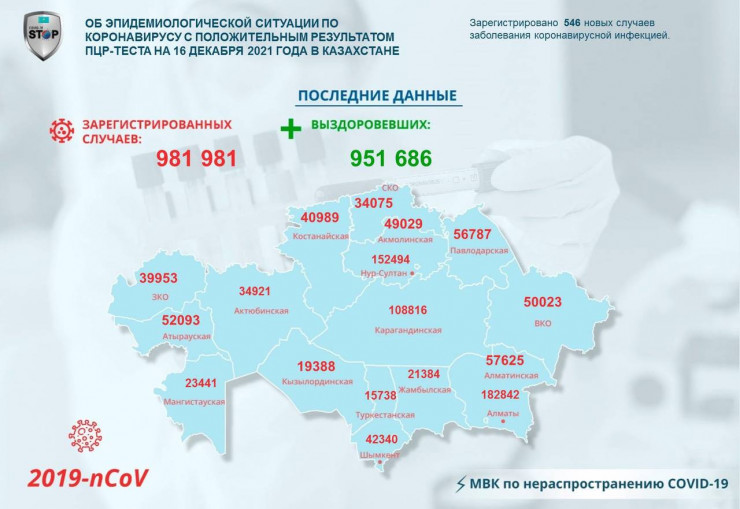 STOP
ОБ ЭПИДЕМИОЛОГИЧЕСКОЙ СИТУАЦИИ ПО
КОРОНАВИРУСУ С ПОЛОЖИТЕЛЬНЫМ РЕЗУЛЬТАТОМ
ПЦР-ТЕСТА НА 16 ДЕКАБРЯ 2021 ГОДА В КАЗАХСТАНЕ
Зарегистрировано 546 новых случаев
заболевания коронавирусной инфекцией.
ПОСЛЕДНИЕ ДАННЫЕ
ЗАРЕГИСТРИРОВАННЫХ
СЛУЧАЕВ:
981 981
ВЫЗДОРОВЕВШИХ:
951 686
СКО
34075
40989
Костанайская
49029
Акмолинская
56787
Павлодарская
152494
Нур-Султан
39953
ЗКО
34921
Актюбинская
108816
Карагандинская
50023
ВКО
52093
Атырауская
57625
Алматинская
19388
Кызылординская
21384
Жамбылская
23441
Мангистауская
15738
Туркестанская
182842
Алматы
42340
Шымкент
2019-nCoV
МВК по нераспространению COVID-19